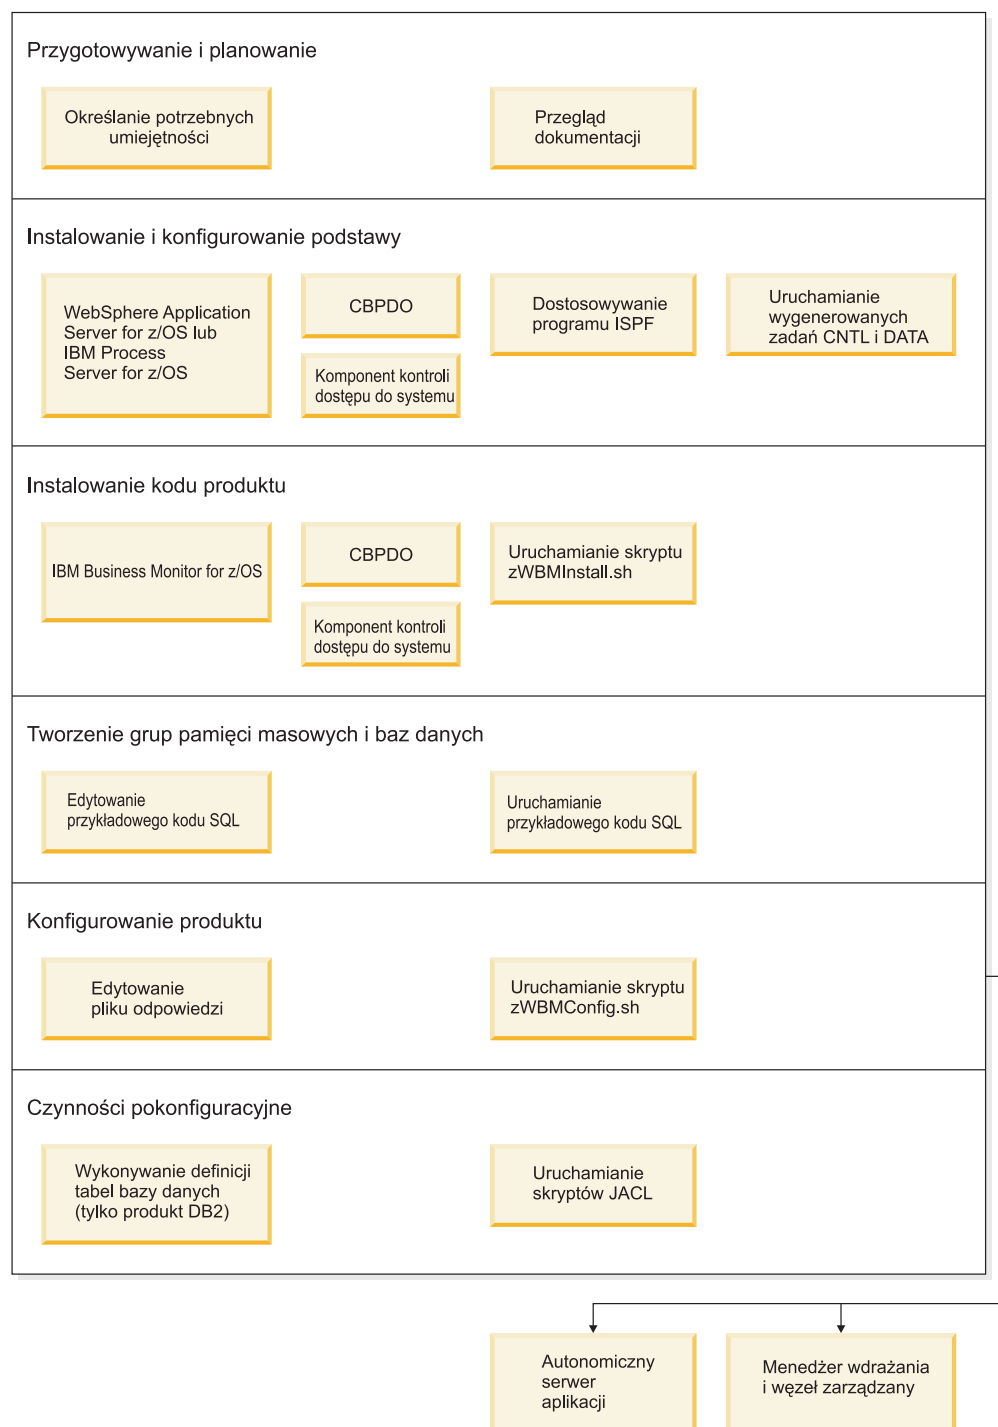 Przygotowywanie i planowanie
Określanie potrzebnych
umiejętności
Przegląd
dokumentacji
Instalowanie i konfigurowanie podstawy
WebSphere Application
Server for z/OS lub
IBM Process
Server for z/OS
CBPDO
Komponent kontroli
dostępu do systemu
Dostosowywanie
programu ISPF
Uruchamianie
wygenerowanych
zadań CNTL i DATA
Instalowanie kodu produktu
IBM Business Monitor for z/OS
CBPDO
Komponent kontroli
dostępu do systemu
Uruchamianie skryptu
zWBMInstall.sh
Tworzenie grup pamięci masowych i baz danych
Edytowanie
przykładowego kodu SQL
Uruchamianie
przykładowego kodu SQL
Konfigurowanie produktu
Edytowanie
pliku odpowiedzi
Uruchamianie skryptu
zWBMConfig.sh
Czynności pokonfiguracyjne
Wykonywanie definicji
tabel bazy danych
(tylko produkt DB2)
Uruchamianie
skryptów JACL
Autonomiczny
serwer
aplikacji
Menedżer wdrażania
i węzeł zarządzany